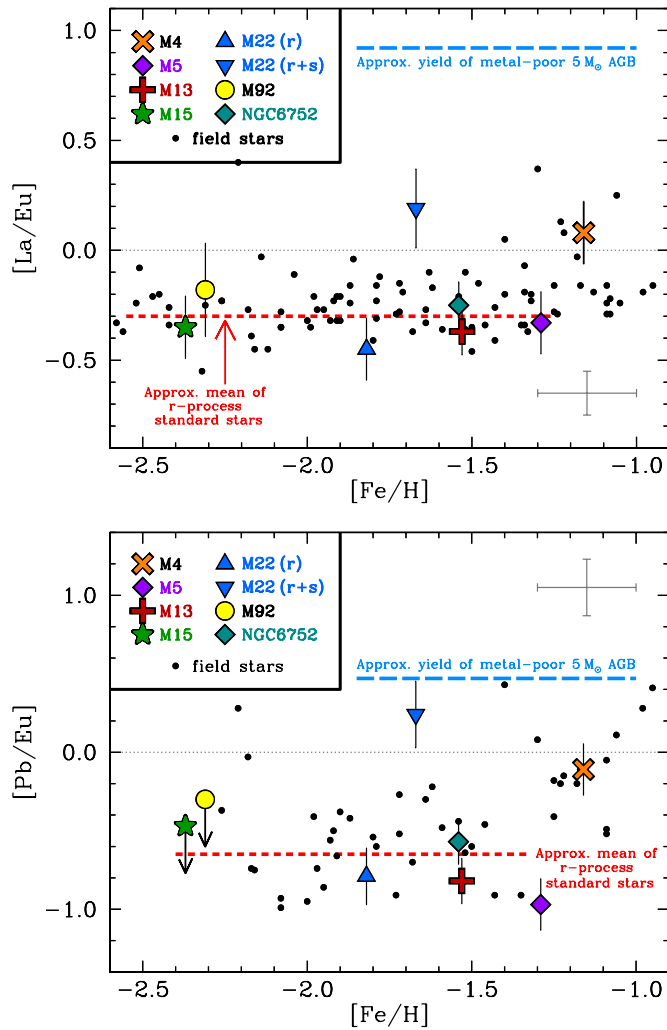 1.0
0.5
0.0
−0.5
[La/Eu]
M4
M5
M13
M15
M22 (r)
M22 (r+s)
M92
NGC6752
field stars
Approx. yield of metal-poor 5 M⊙ AGB
Approx. mean of
r-process
standard stars
−2.5 −2.0 −1.5 −1.0
[Fe/H]
1.0
0.0
−1.0
[Pb/Eu]
M4
M5
M13
M15
M22 (r)
M22 (r+s)
M92
NGC6752
field stars
Approx. yield of metal-poor 5 M⊙ AGB
Approx. mean of
r-process
standard stars
−2.5 −2.0 −1.5 −1.0
[Fe/H]